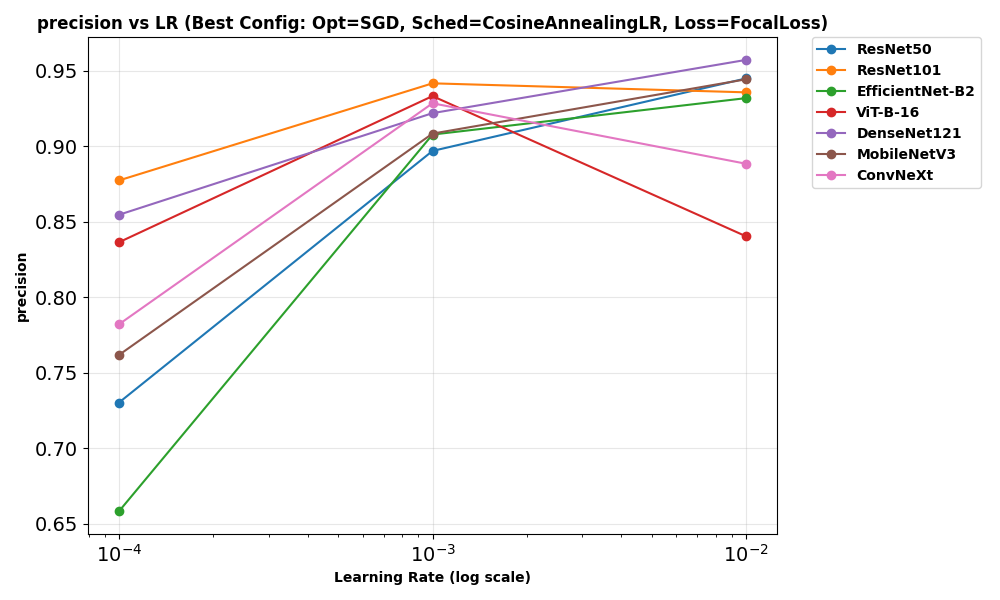 precision vs LR (Best Config: Opt=SGD, Sched=CosineAnnealingLR, Loss=FocalLoss)
precision
0.95
0.90
0.85
0.80
0.75
0.70
0.65
10⁻⁴
10⁻³
10⁻²
Learning Rate (log scale)
ResNet50
ResNet101
EfficientNet-B2
ViT-B-16
DenseNet121
MobileNetV3
ConvNeXt